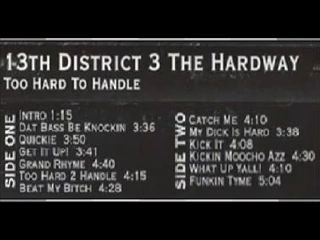 13th District 3 The Hardway
Too Hard To Handle
Side One
Intro 1:15
Dat Bass Be Knockin 3:36
Quickie 3:50
Get It Up! 3:41
Grand Rhyme 4:40
Too Hard 2 Handle 4:15
Beat My Bitch 4:28
Side Two
Catch Me 4:10
My Dick Is Hard 3:38
Kick It 4:08
Kickin Moocho Azz 4:30
What Up Yall! 4:10
Funkin Tyme 5:04